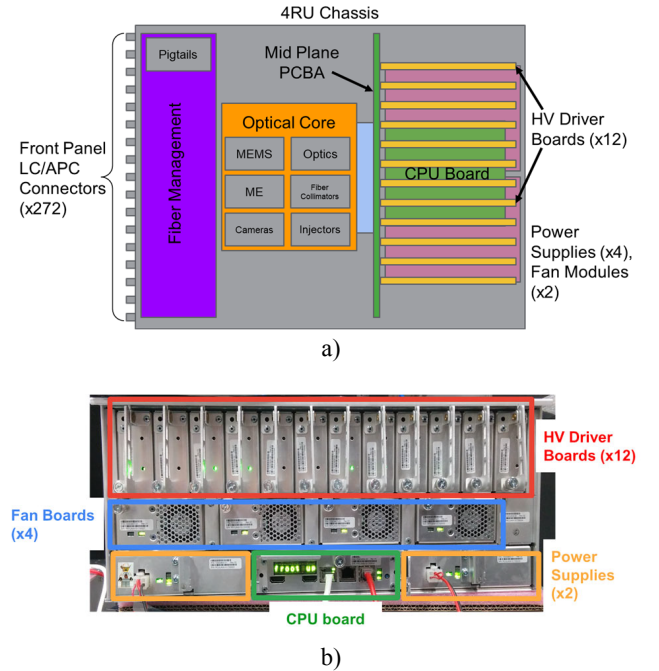 4RU Chassis
Pigtails
Mid Plane
PCBA
Optical Core
HV Driver
Boards (x12)
Front Panel
LC/APC
Connectors
(x272)
Fiber Management
MEMS
Optics
CPU Board
ME
Fiber
Collimators
Cameras
Injectors
Power
Supplies (x4),
Fan Modules
(x2)
a)
HV Driver
Boards (x12)
Fan Boards
(x4)
Power
Supplies
(x2)
CPU board
b)